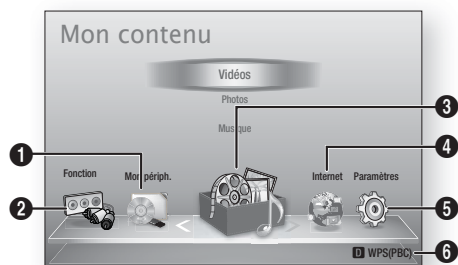 Mon contenu
Vidéos
Photos
Musique
Fonction
Mon périph.
Internet
Paramètres
D WPS(PBC)
1
2
3
4
5
6